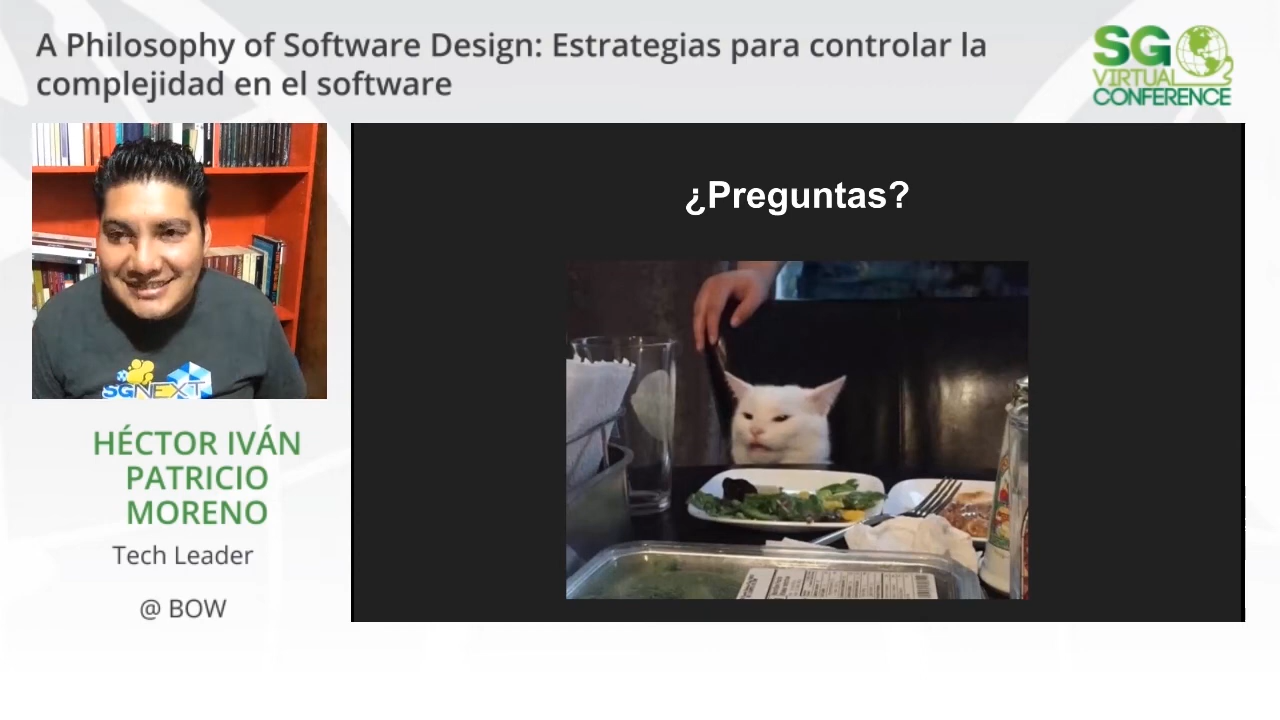 A Philosophy of Software Design: Estrategias para controlar la
complejidad en el software
SG
VIRTUAL
CONFERENCE
¿Preguntas?
SGNEXT
HÉCTOR IVÁN
PATRICIO
MORENO
Tech Leader
@ BOW